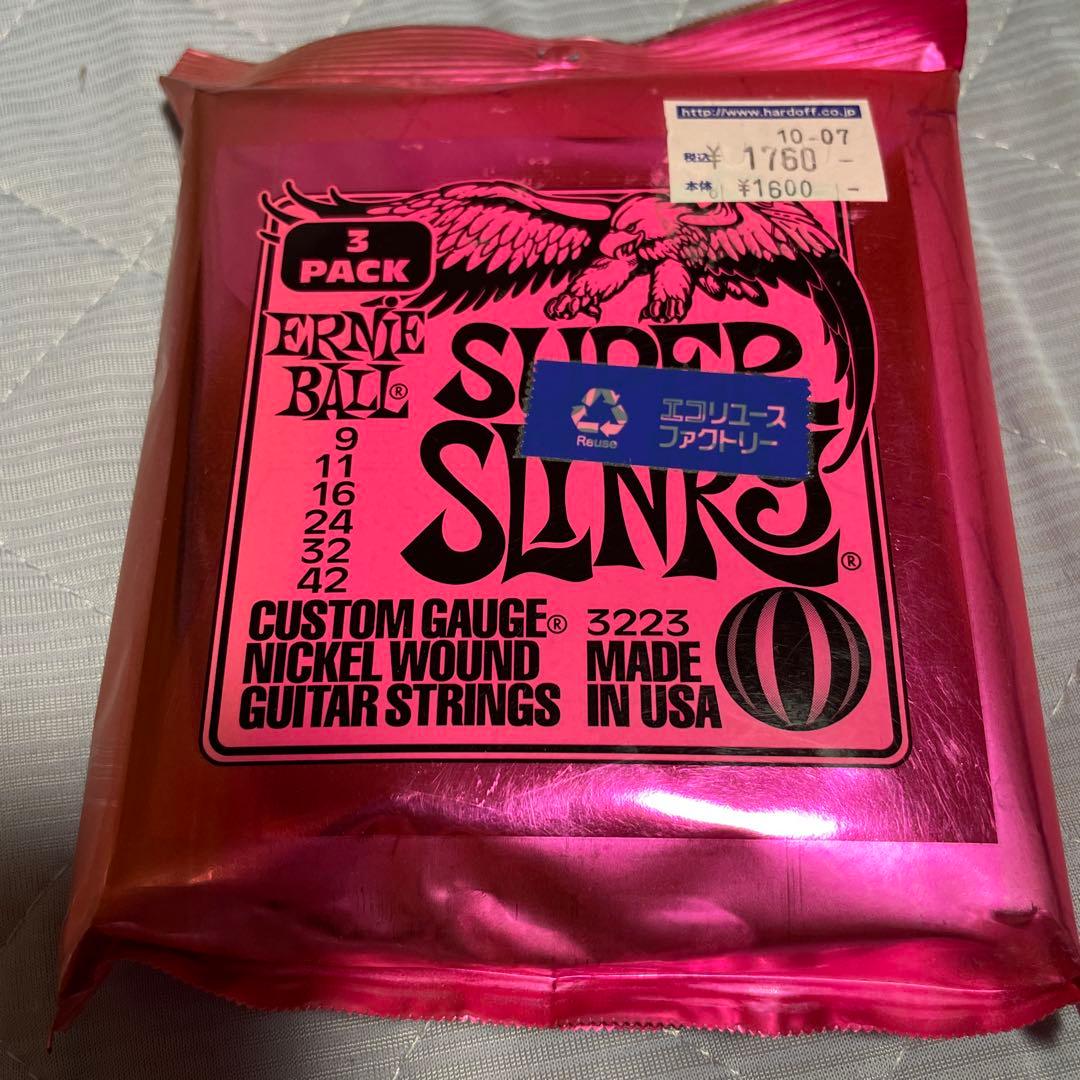 http://www.hardoff.co.jp
10-07
税込¥ 1760 -
本体 ¥1600 -
3
PACK
ERNIE
BALL®
SUPER
SLINKY®
Reuse
エコリユース
ファクトリー
9
11
16
24
32
42
CUSTOM GAUGE®
NICKEL WOUND
GUITAR STRINGS
3223
MADE
IN USA